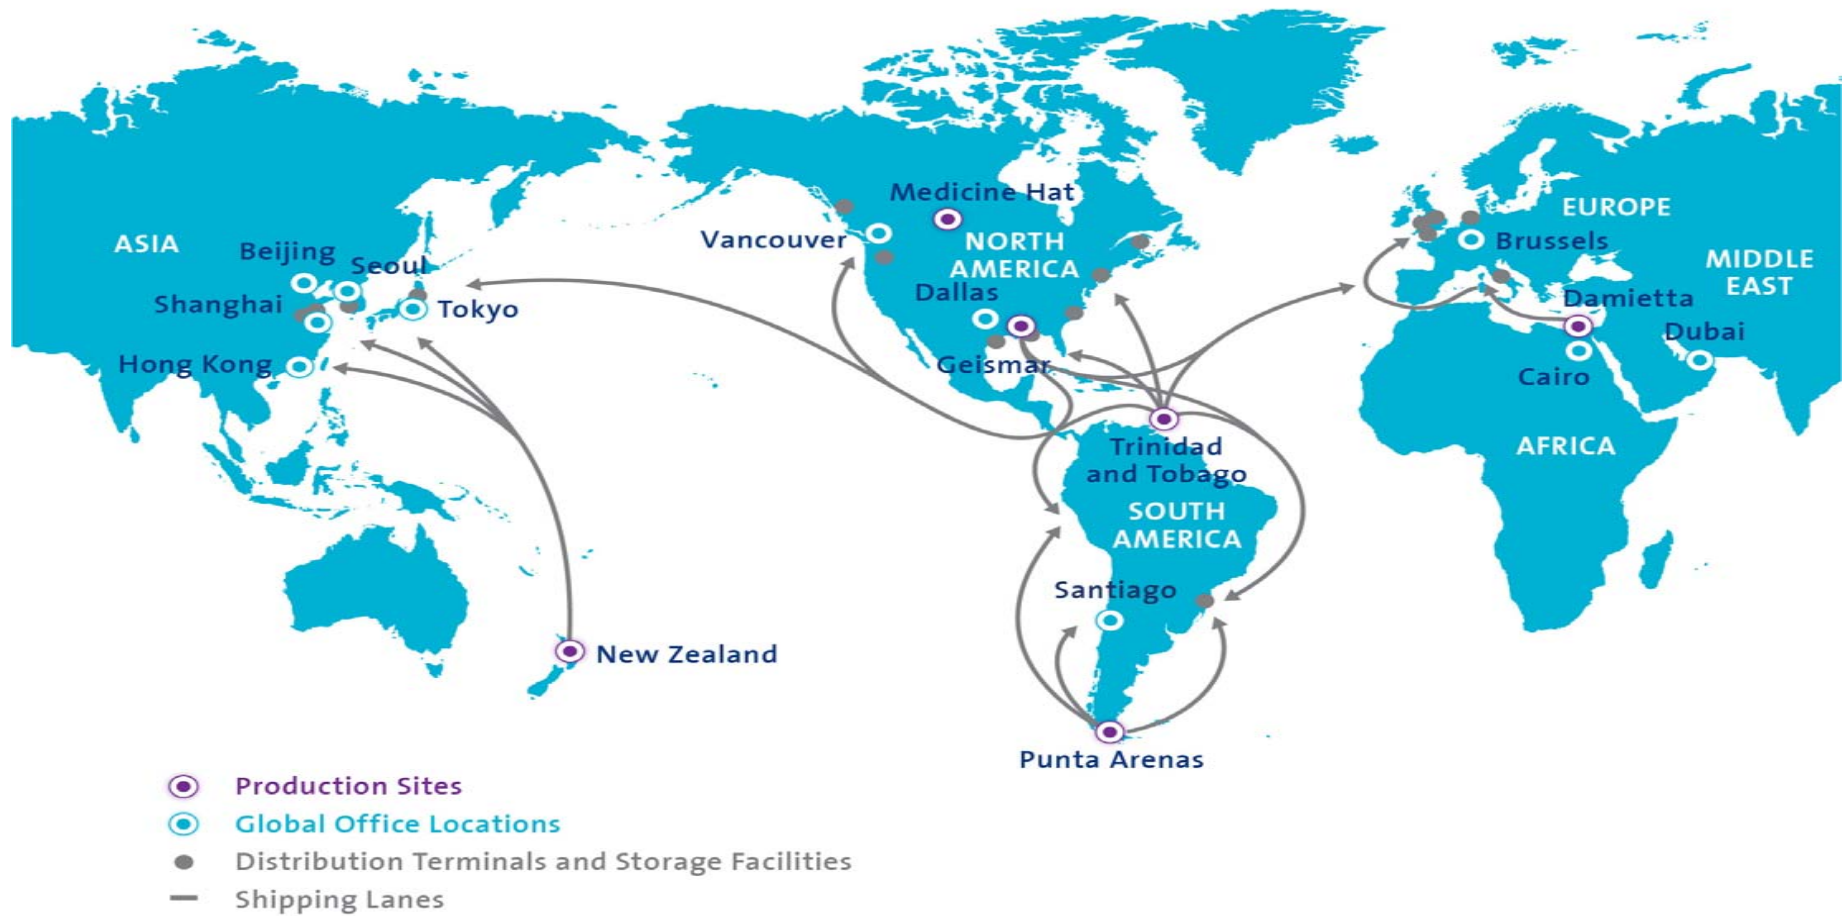 Medicine Hat
EUROPE
Vancouver
NORTH
AMERICA
Brussels
ASIA
Beijing
Seoul
MIDDLE
EAST
Dallas
Damietta
Shanghai
Tokyo
Dubai
Hong Kong
Geismar
Cairo
Trinidad
and Tobago
AFRICA
SOUTH
AMERICA
Santiago
New Zealand
Punta Arenas
Production Sites
Global Office Locations
Distribution Terminals and Storage Facilities
Shipping Lanes